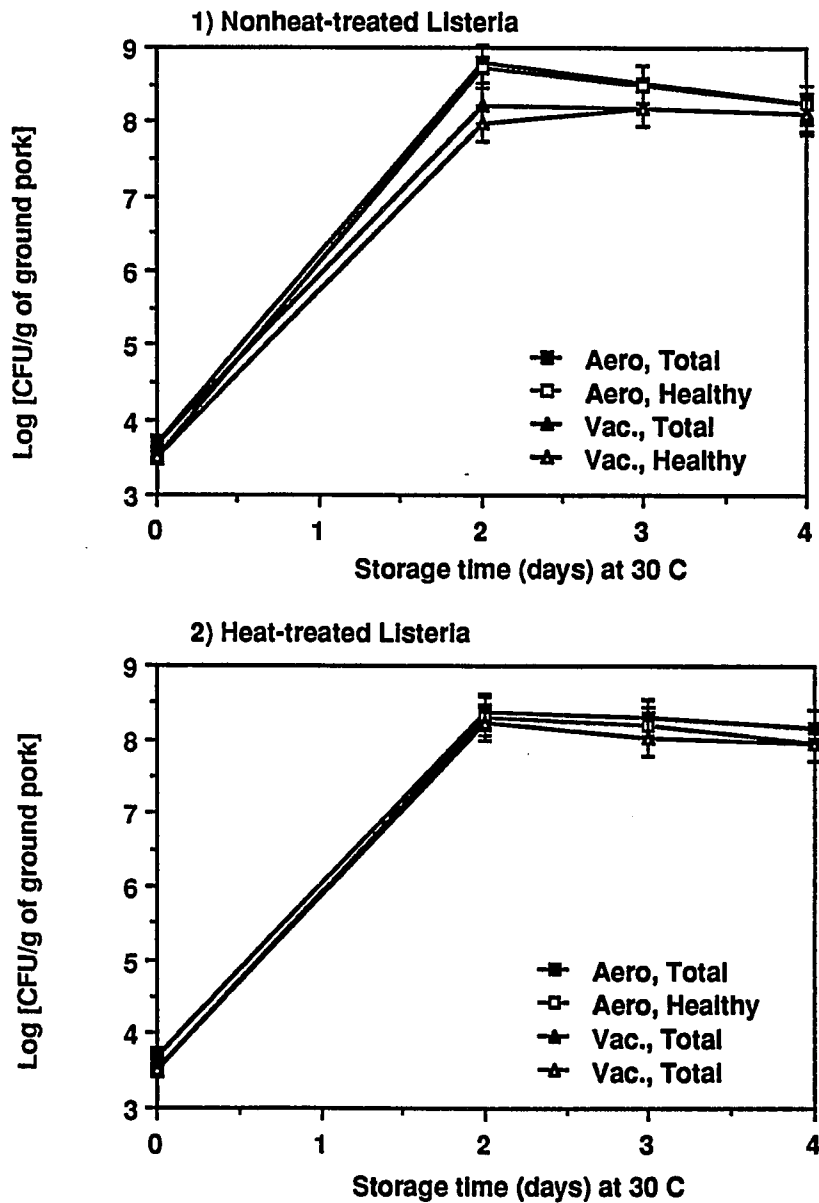 1) Nonheat-treated Listeria
9
8
7
6
5
4
3
Log [CFU/g of ground pork]
Aero, Total
Aero, Healthy
Vac., Total
Vac., Healthy
0 1 2 3 4
Storage time (days) at 30 C
2) Heat-treated Listeria
9
8
7
6
5
4
3
Log [CFU/g of ground pork]
Aero, Total
Aero, Healthy
Vac., Total
Vac., Total
0 1 2 3 4
Storage time (days) at 30 C